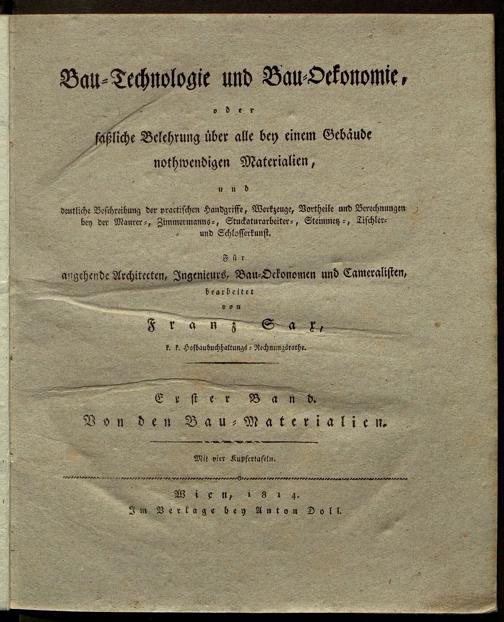 Bau-Technologie und Bau-Oekonomie,
oder
faßliche Belehrung über alle bey einem Gebäude
nothwendigen Materialien,
und
deutliche Beschreibung der practischen Handgriffe, Werkzeuge, Vortheile und Berechnungen
bey der Maurer-, Zimmermanns-, Stuckaturarbeiter-, Steinmetz-, Tischler-
und Schlosserkunst.
Für
angehende Architecten, Ingenieurs, Bau-Oekonomen und Cameralisten,
bearbeitet
von
Franz Sax,
k. k. Hofbaubuchhaltungs-Rechnungsrathe.
Erster Band.
Von den Bau-Materialien.
Mit vier Kupfertafeln.
Wien, 1814.
Im Verlage bey Anton Doll.